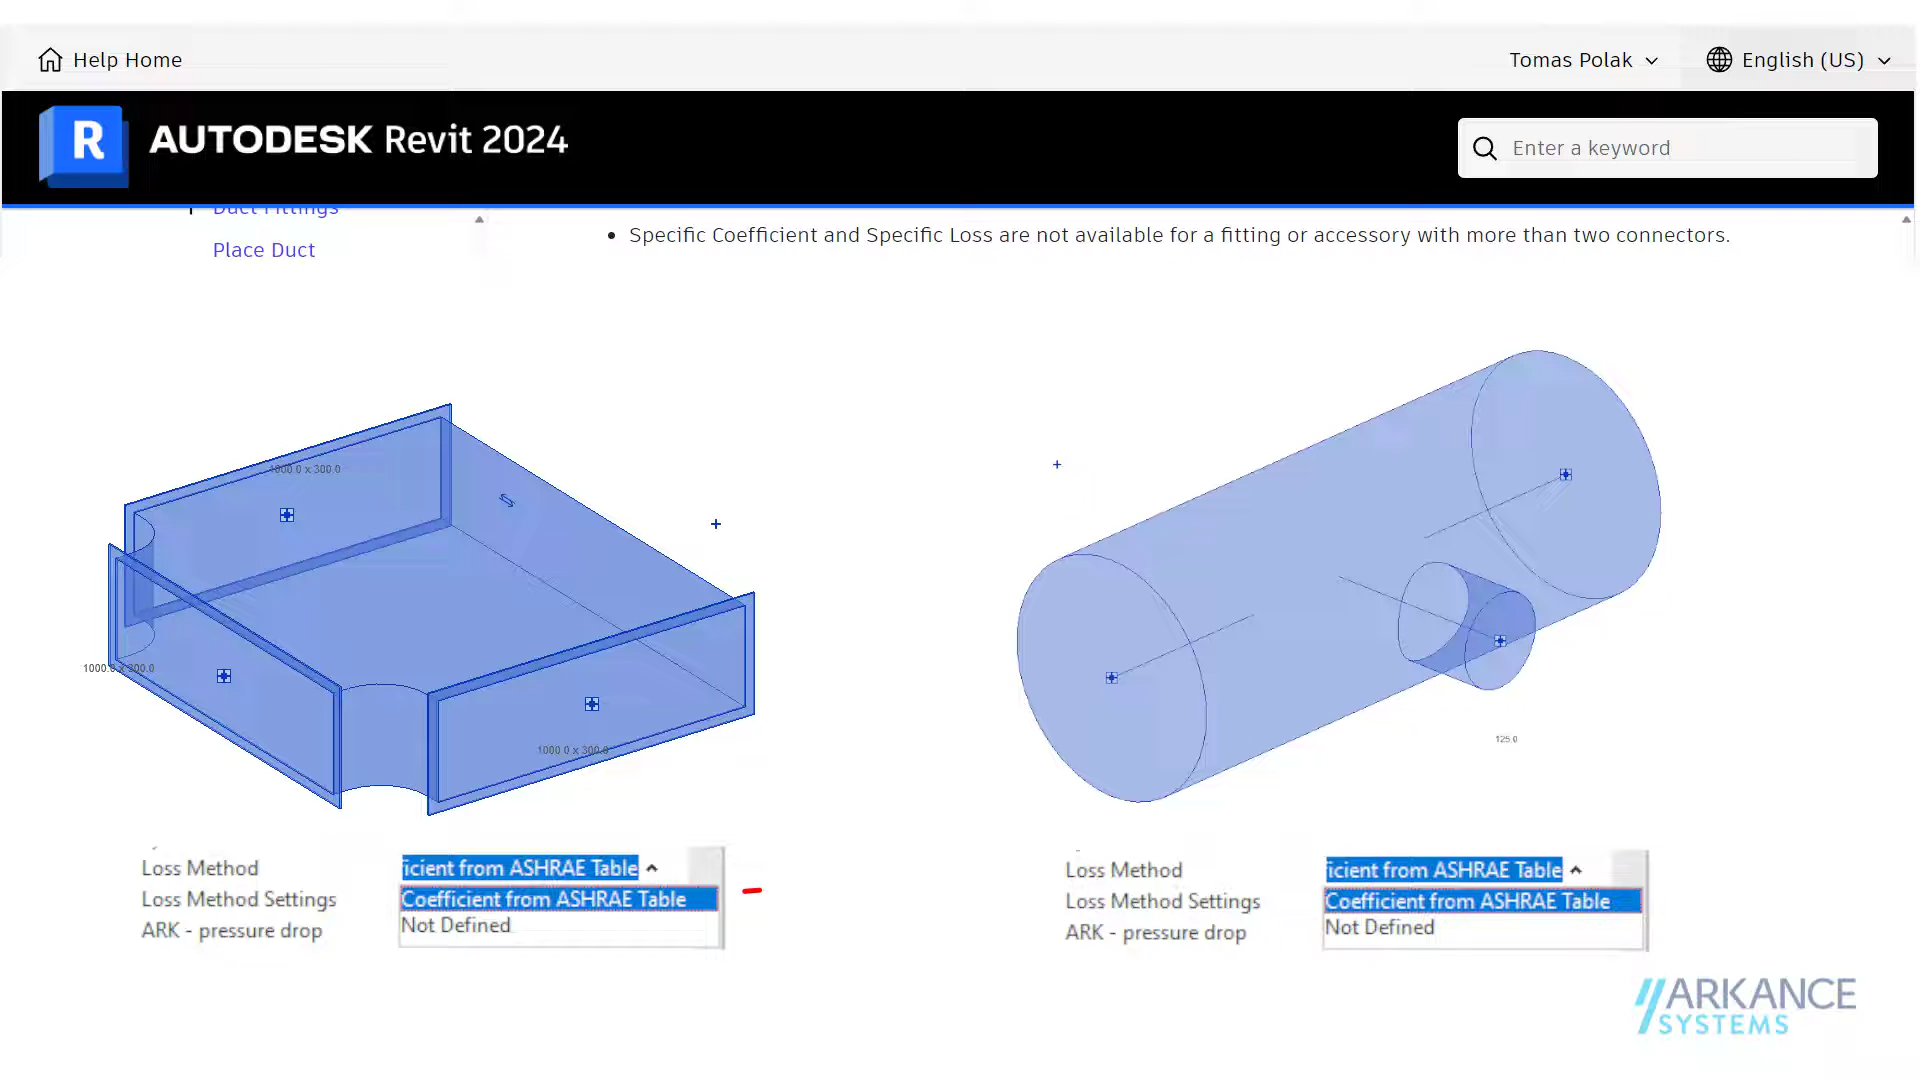 Help Home
Tomas Polak
English (US)
R
AUTODESK Revit 2024
Enter a keyword
Duct Fittings
Place Duct
• Specific Coefficient and Specific Loss are not available for a fitting or accessory with more than two connectors.
1000.0 x 300.0
1000.0 x 300.0
1000.0 x 300.0
125.0
Loss Method
icient from ASHRAE Table
Loss Method Settings
Coefficient from ASHRAE Table
Not Defined
ARK - pressure drop
Loss Method
icient from ASHRAE Table
Loss Method Settings
Coefficient from ASHRAE Table
Not Defined
ARK - pressure drop
ARKANCE
SYSTEMS